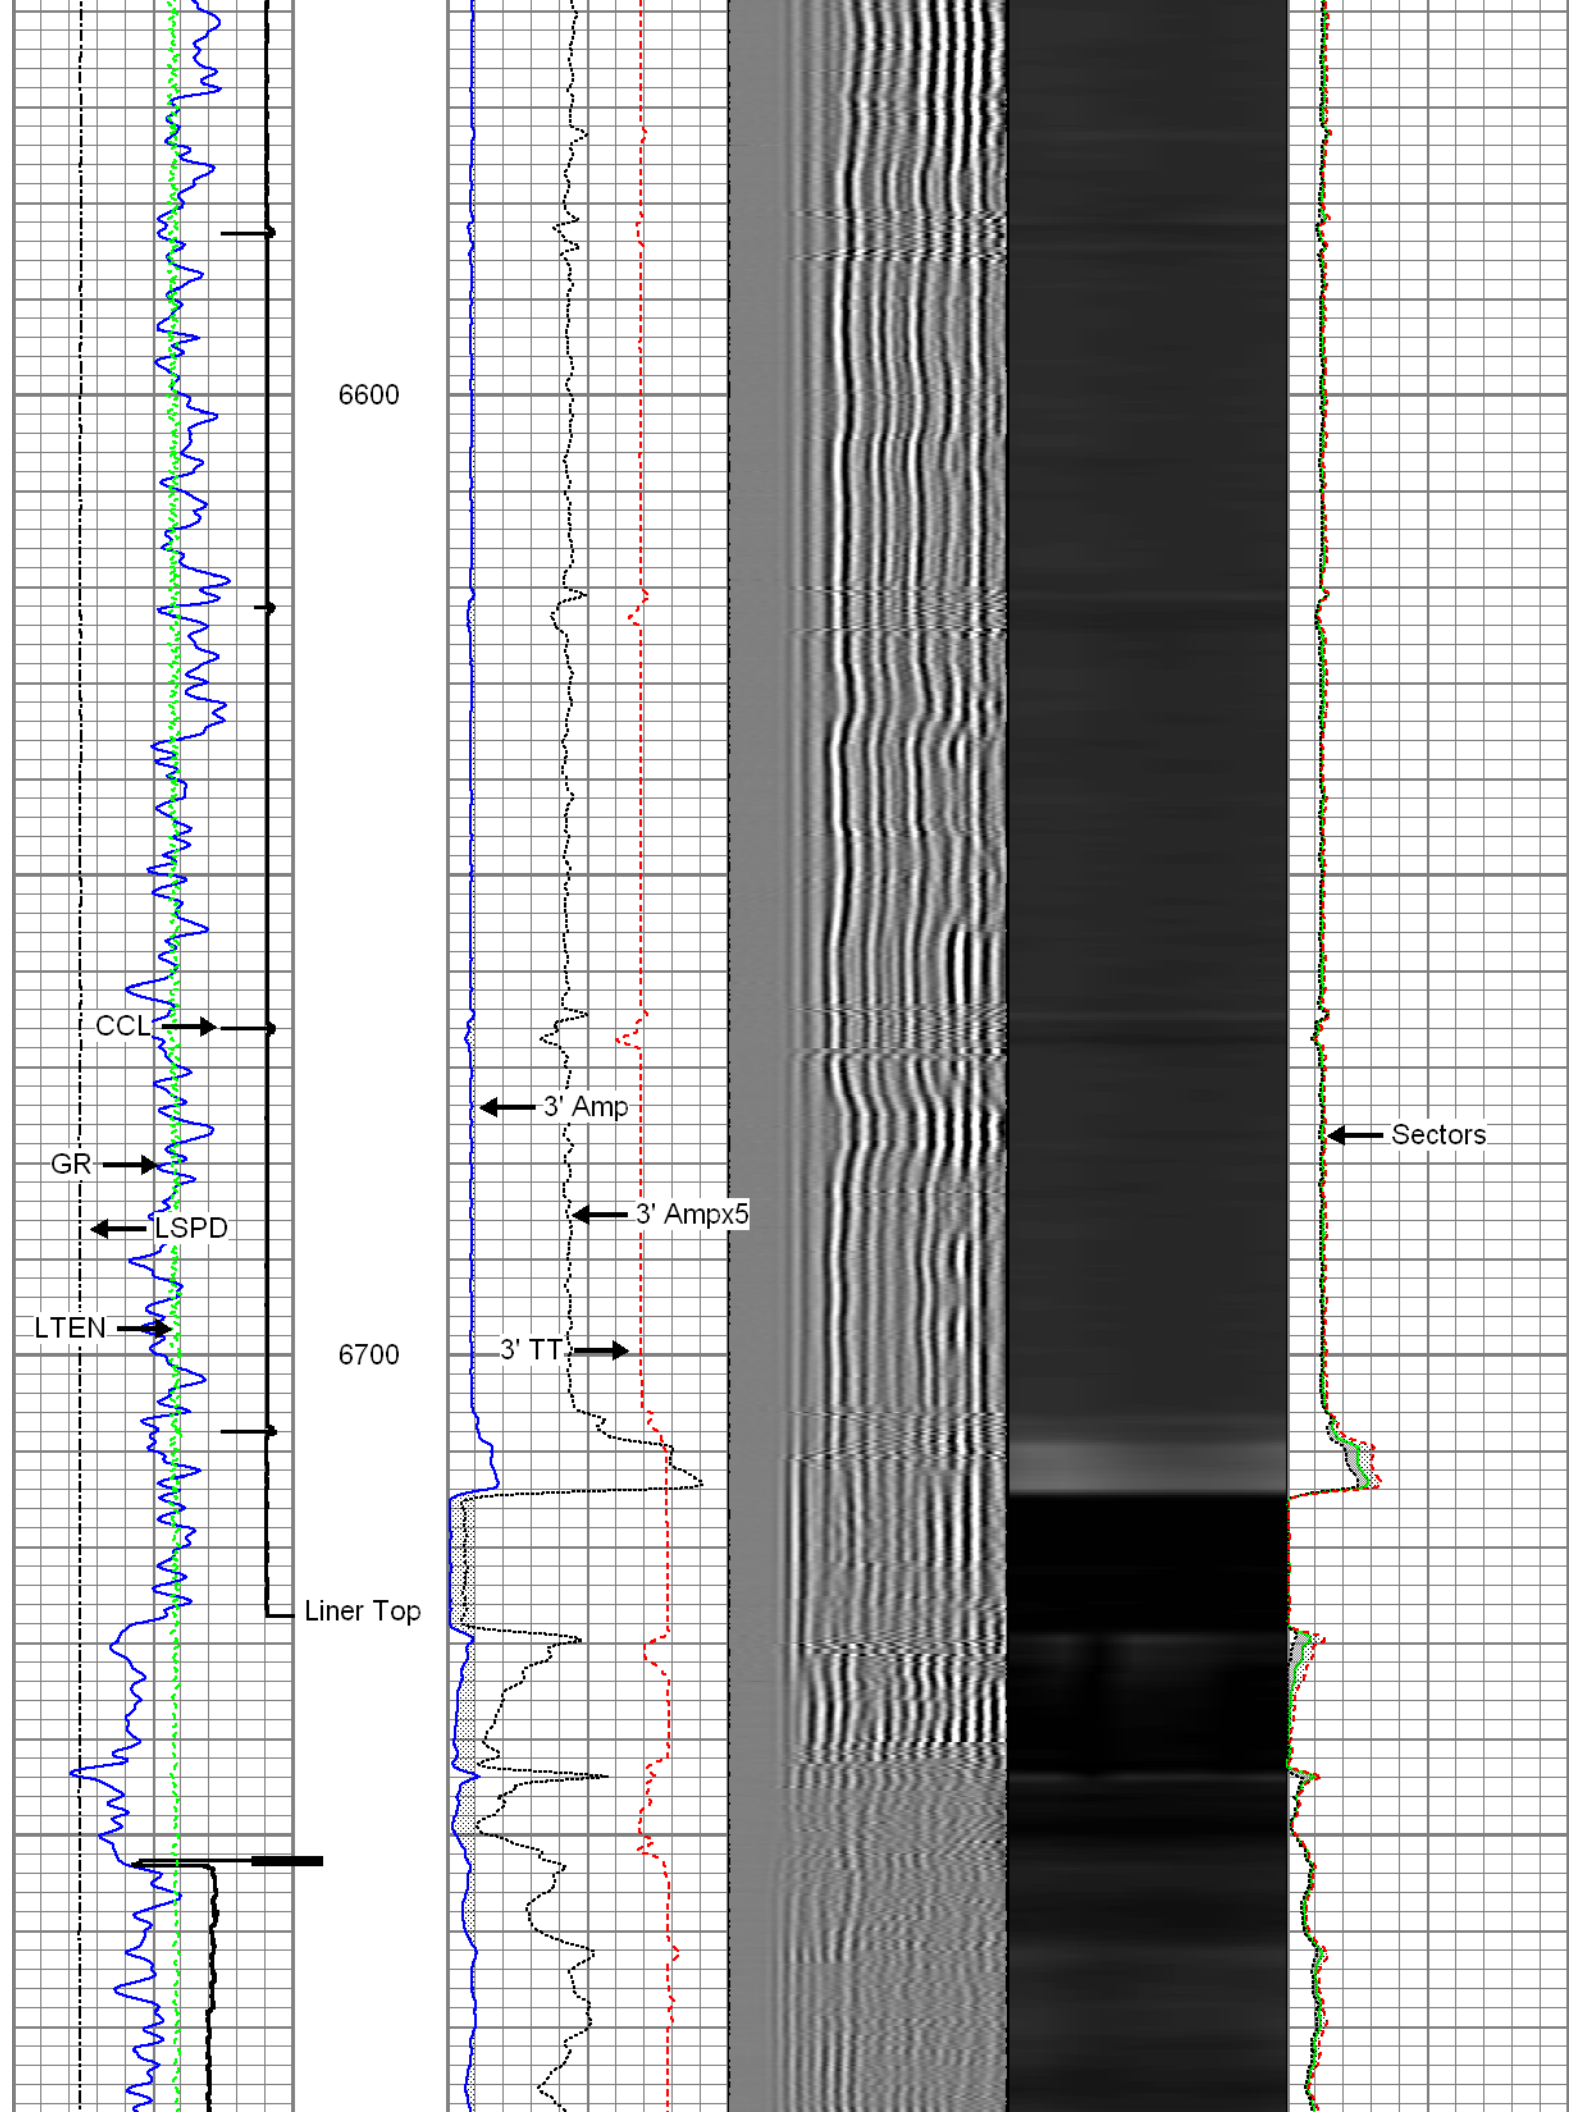 6600
CCL
3' Amp
Sectors
GR
3' Ampx5
LSPD
LTEN
3' TT
6700
Liner Top